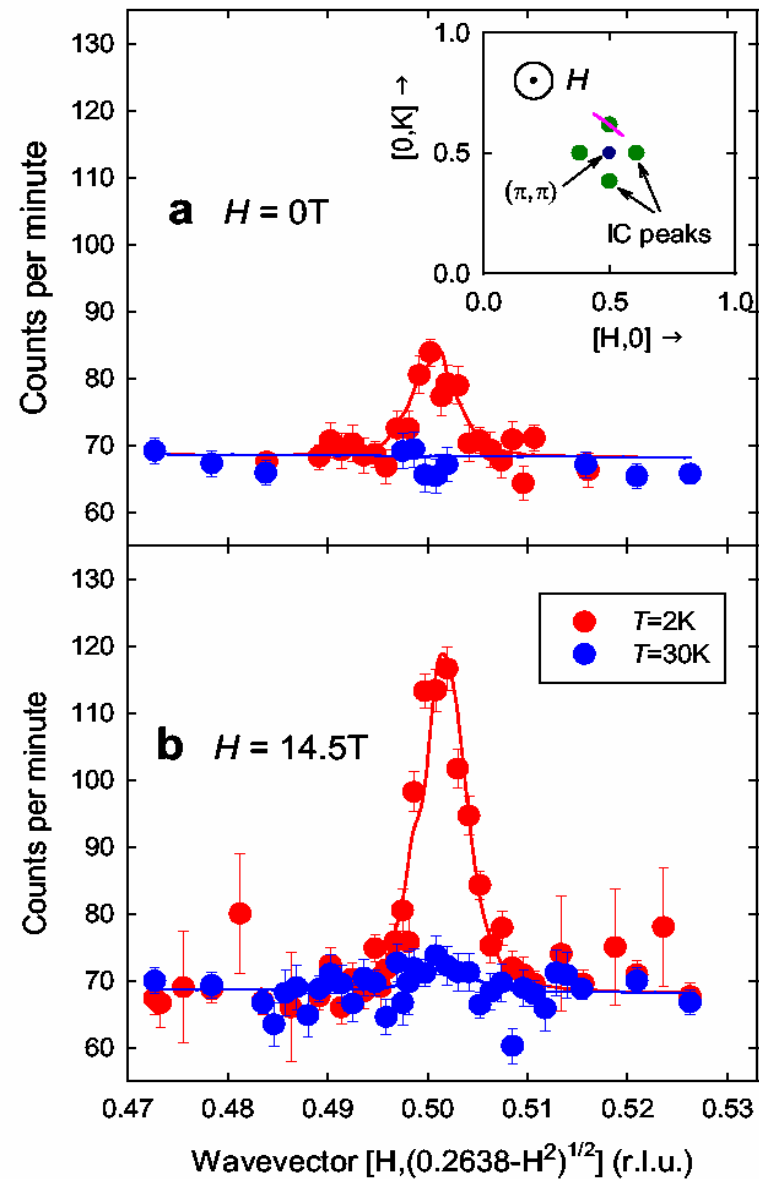 130
120
110
100
90
80
70
60
Counts per minute
a H = 0T
1.0
0.5
0.0
[0,K] →
H
(π,π)
IC peaks
0.0 0.5 1.0
[H,0] →
130
120
110
100
90
80
70
60
Counts per minute
b H = 14.5T
T=2K
T=30K
0.47 0.48 0.49 0.50 0.51 0.52 0.53
Wavevector [H,(0.2638-H²)¹/²] (r.l.u.)